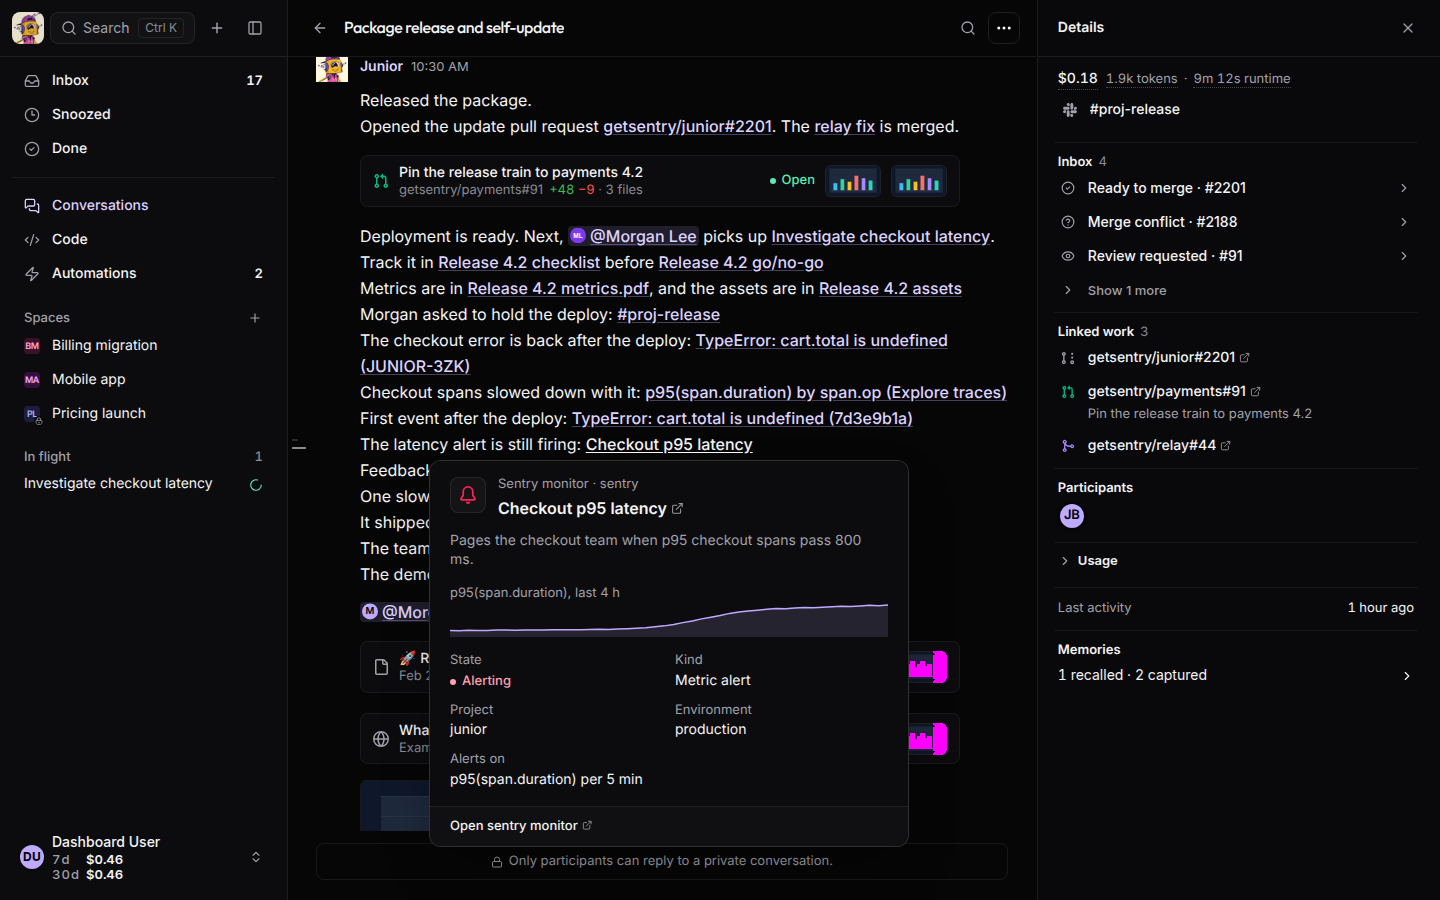 Search Ctrl K
Inbox 17
Snoozed
Done
Conversations
Code
Automations 2
Spaces
BM Billing migration
MA Mobile app
PL Pricing launch
In flight 1
Investigate checkout latency
DU Dashboard User
7d $0.46
30d $0.46
Package release and self-update
Junior 10:30 AM
Released the package.
Opened the update pull request getsentry/junior#2201. The relay fix is merged.
Pin the release train to payments 4.2
getsentry/payments#91 +48 −9 · 3 files
Open
Deployment is ready. Next, ML @Morgan Lee picks up Investigate checkout latency.
Track it in Release 4.2 checklist before Release 4.2 go/no-go
Metrics are in Release 4.2 metrics.pdf, and the assets are in Release 4.2 assets
Morgan asked to hold the deploy: #proj-release
The checkout error is back after the deploy: TypeError: cart.total is undefined
(JUNIOR-3ZK)
Checkout spans slowed down with it: p95(span.duration) by span.op (Explore traces)
First event after the deploy: TypeError: cart.total is undefined (7d3e9b1a)
The latency alert is still firing: Checkout p95 latency
Feedback
One slow
It shipped
The team
The dem
M @Mor
Feb 2
Wha
Exam
Sentry monitor · sentry
Checkout p95 latency
Pages the checkout team when p95 checkout spans pass 800
ms.
p95(span.duration), last 4 h
State
Alerting
Kind
Metric alert
Project
junior
Environment
production
Alerts on
p95(span.duration) per 5 min
Open sentry monitor
Only participants can reply to a private conversation.
Details
$0.18 1.9k tokens · 9m 12s runtime
#proj-release
Inbox 4
Ready to merge · #2201
Merge conflict · #2188
Review requested · #91
Show 1 more
Linked work 3
getsentry/junior#2201
getsentry/payments#91
Pin the release train to payments 4.2
getsentry/relay#44
Participants
JB
Usage
Last activity 1 hour ago
Memories
1 recalled · 2 captured